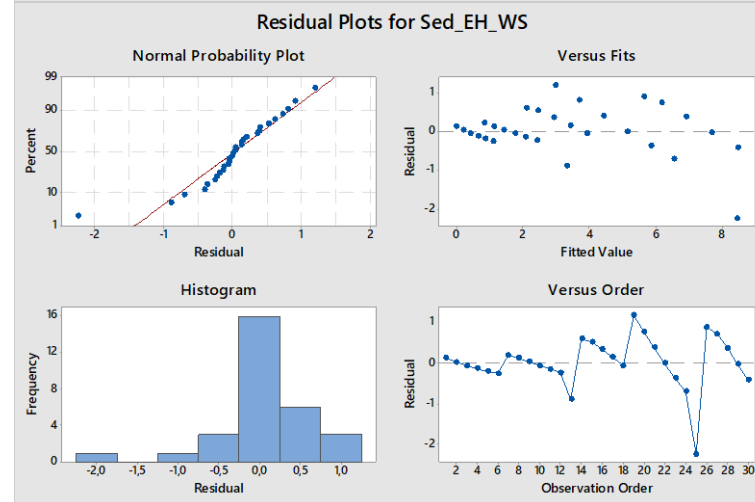 Residual Plots for Sed_EH_WS
Normal Probability Plot
99
90
50
10
1
Percent
-2 -1 0 1 2
Residual
Versus Fits
1
0
-1
-2
Residual
0 2 4 6 8
Fitted Value
Histogram
16
12
8
4
0
Frequency
-2,0 -1,5 -1,0 -0,5 0,0 0,5 1,0
Residual
Versus Order
1
0
-1
-2
Residual
2 4 6 8 10 12 14 16 18 20 22 24 26 28 30
Observation Order